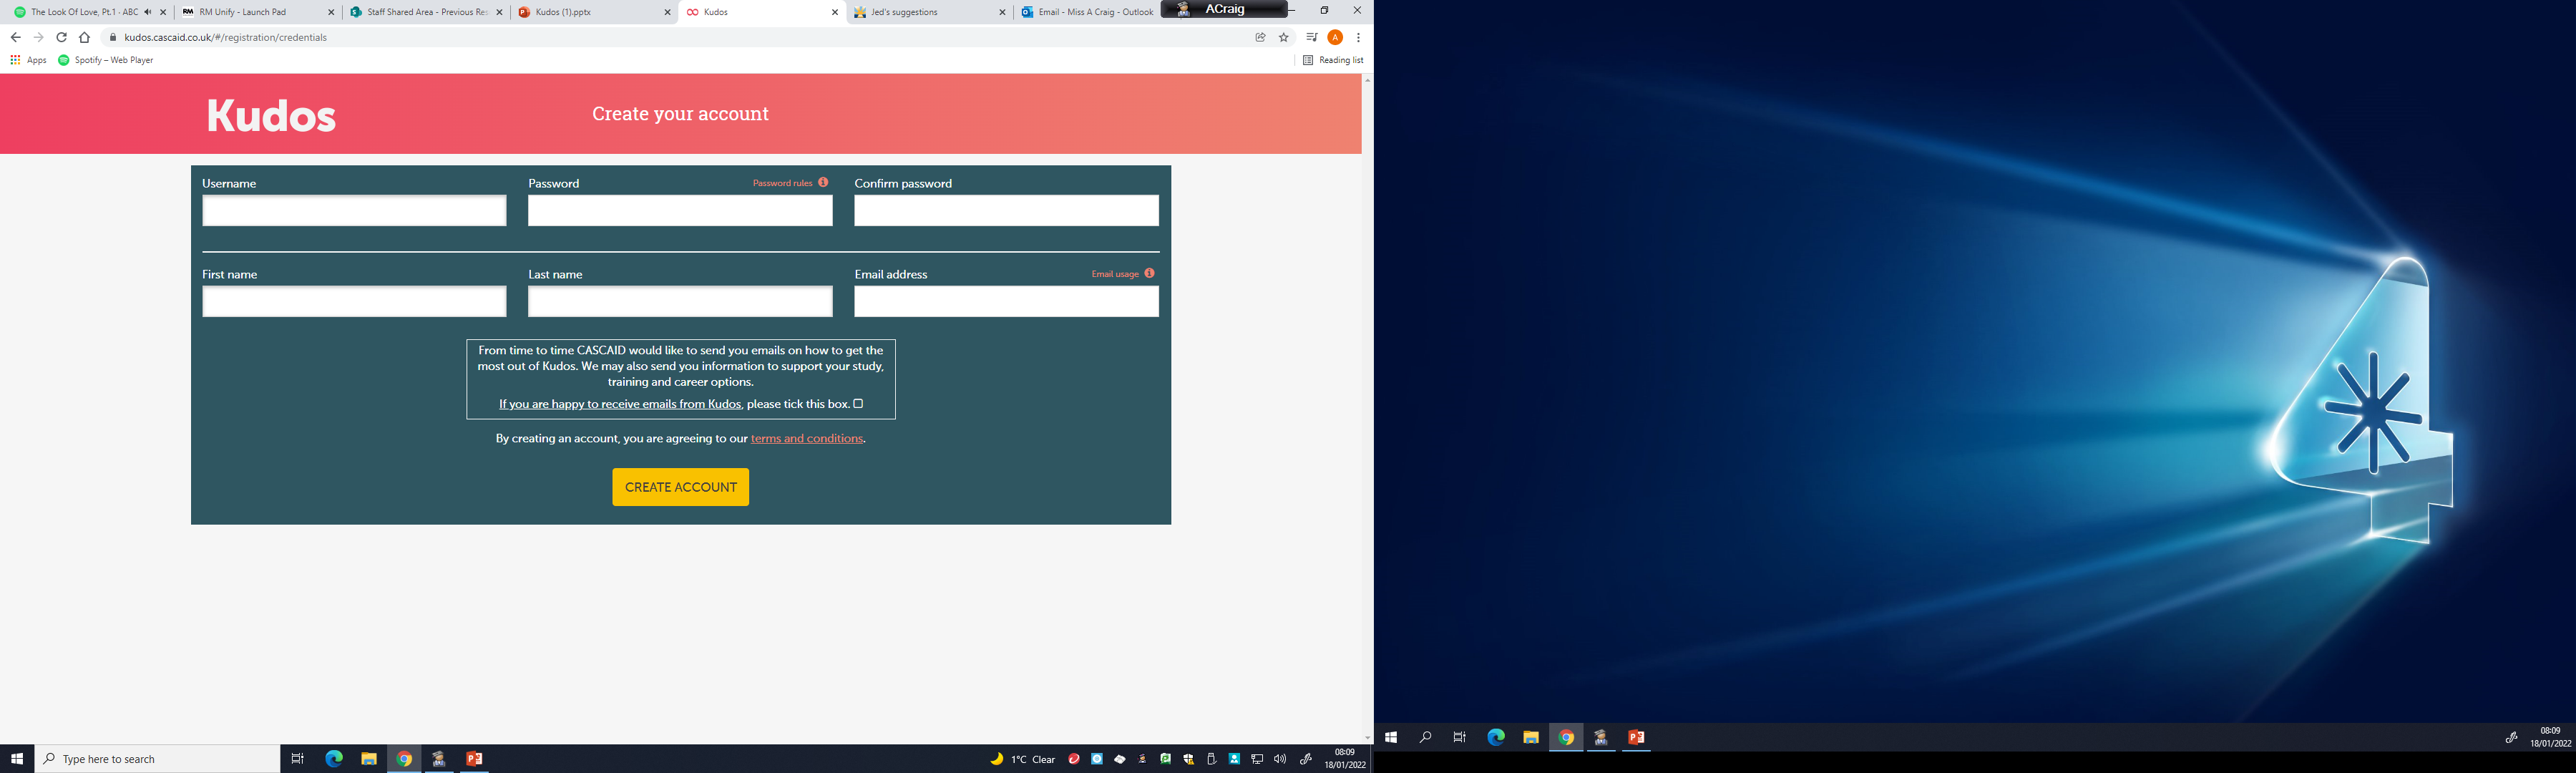 The Look Of Love, Pt.1 - ABC
RM Unify - Launch Pad
Staff Shared Area - Previous Res
Kudos (1).pptx
Kudos
Jed's suggestions
Email - Miss A Craig - Outlook
ACraig
kudos.cascaid.co.uk/#/registration/credentials
A
Apps
Spotify – Web Player
Reading list
Kudos
Create your account
Username
Password
Password rules
Confirm password
First name
Last name
Email address
Email usage
From time to time CASCAID would like to send you emails on how to get the
most out of Kudos. We may also send you information to support your study,
training and career options.
If you are happy to receive emails from Kudos, please tick this box.
By creating an account, you are agreeing to our terms and conditions.
CREATE ACCOUNT
Type here to search
1°C Clear
08:09
18/01/2022
08:09
18/01/2022